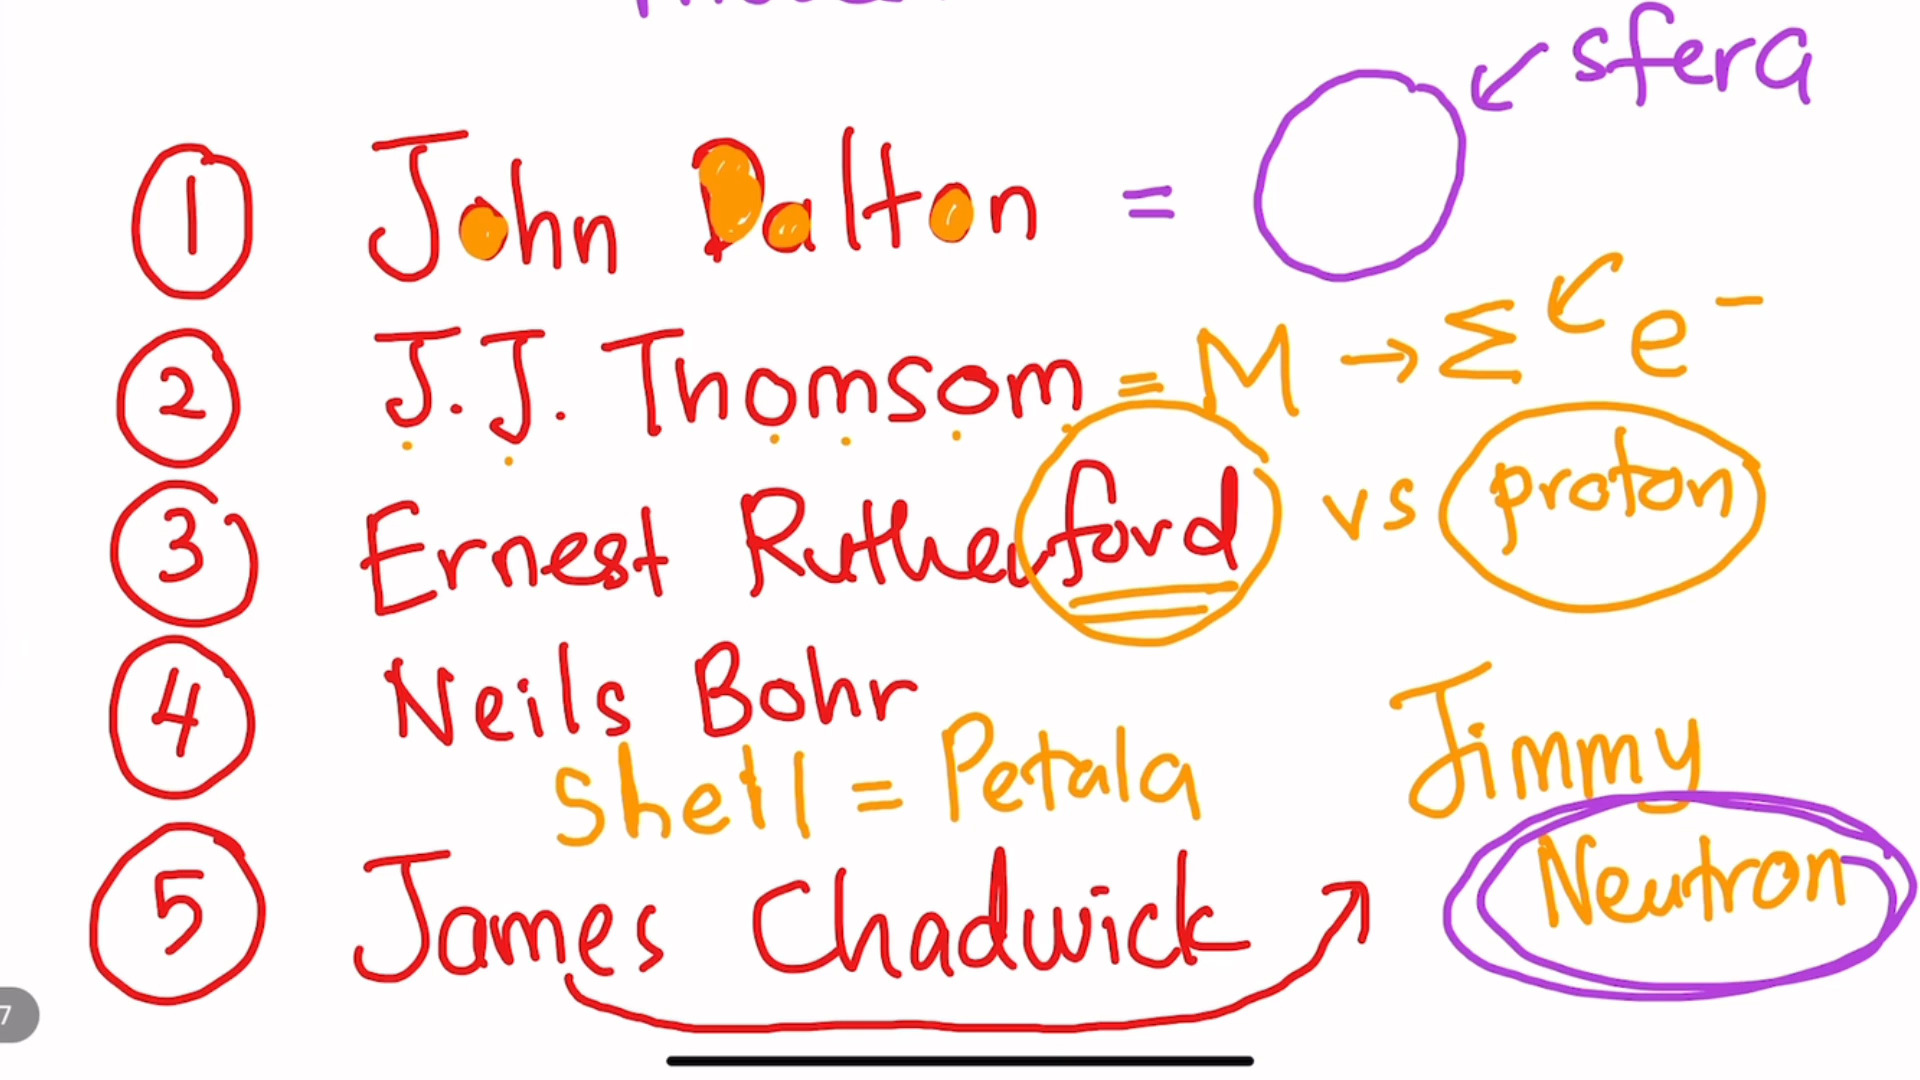 sfera
1 John Dalton =
2 J.J. Thomsom = M → Σ e⁻
3 Ernest Rutherford vs proton
4 Neils Bohr
Shell = Petala
Jimmy
Neutron
5 James Chadwick
7